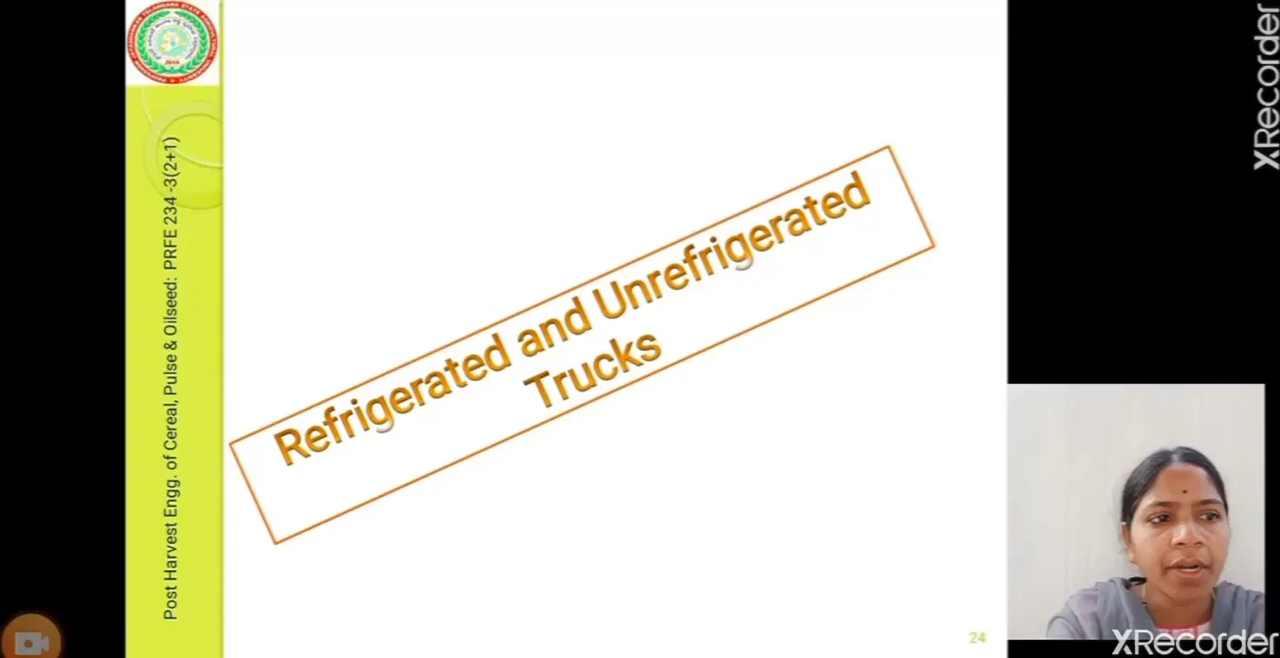 Post Harvest Engg. of Cereal, Pulse & Oilseed: PRFE 234 -3(2+1)
Refrigerated and Unrefrigerated
Trucks
24
XRecorder
XRecorder